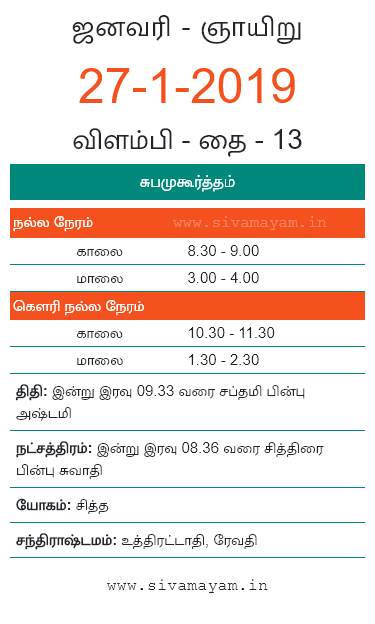 ஜனவரி - ஞாயிறு
27-1-2019
விளம்பி - தை - 13
சுபமுகூர்த்தம்
நல்ல நேரம் www.sivamayam.in
காலை 8.30 - 9.00
மாலை 3.00 - 4.00
கௌரி நல்ல நேரம்
காலை 10.30 - 11.30
மாலை 1.30 - 2.30
திதி: இன்று இரவு 09.33 வரை சப்தமி பின்பு
அஷ்டமி
நட்சத்திரம்: இன்று இரவு 08.36 வரை சித்திரை
பின்பு சுவாதி
யோகம்: சித்த
சந்திராஷ்டமம்: உத்திரட்டாதி, ரேவதி
www.sivamayam.in